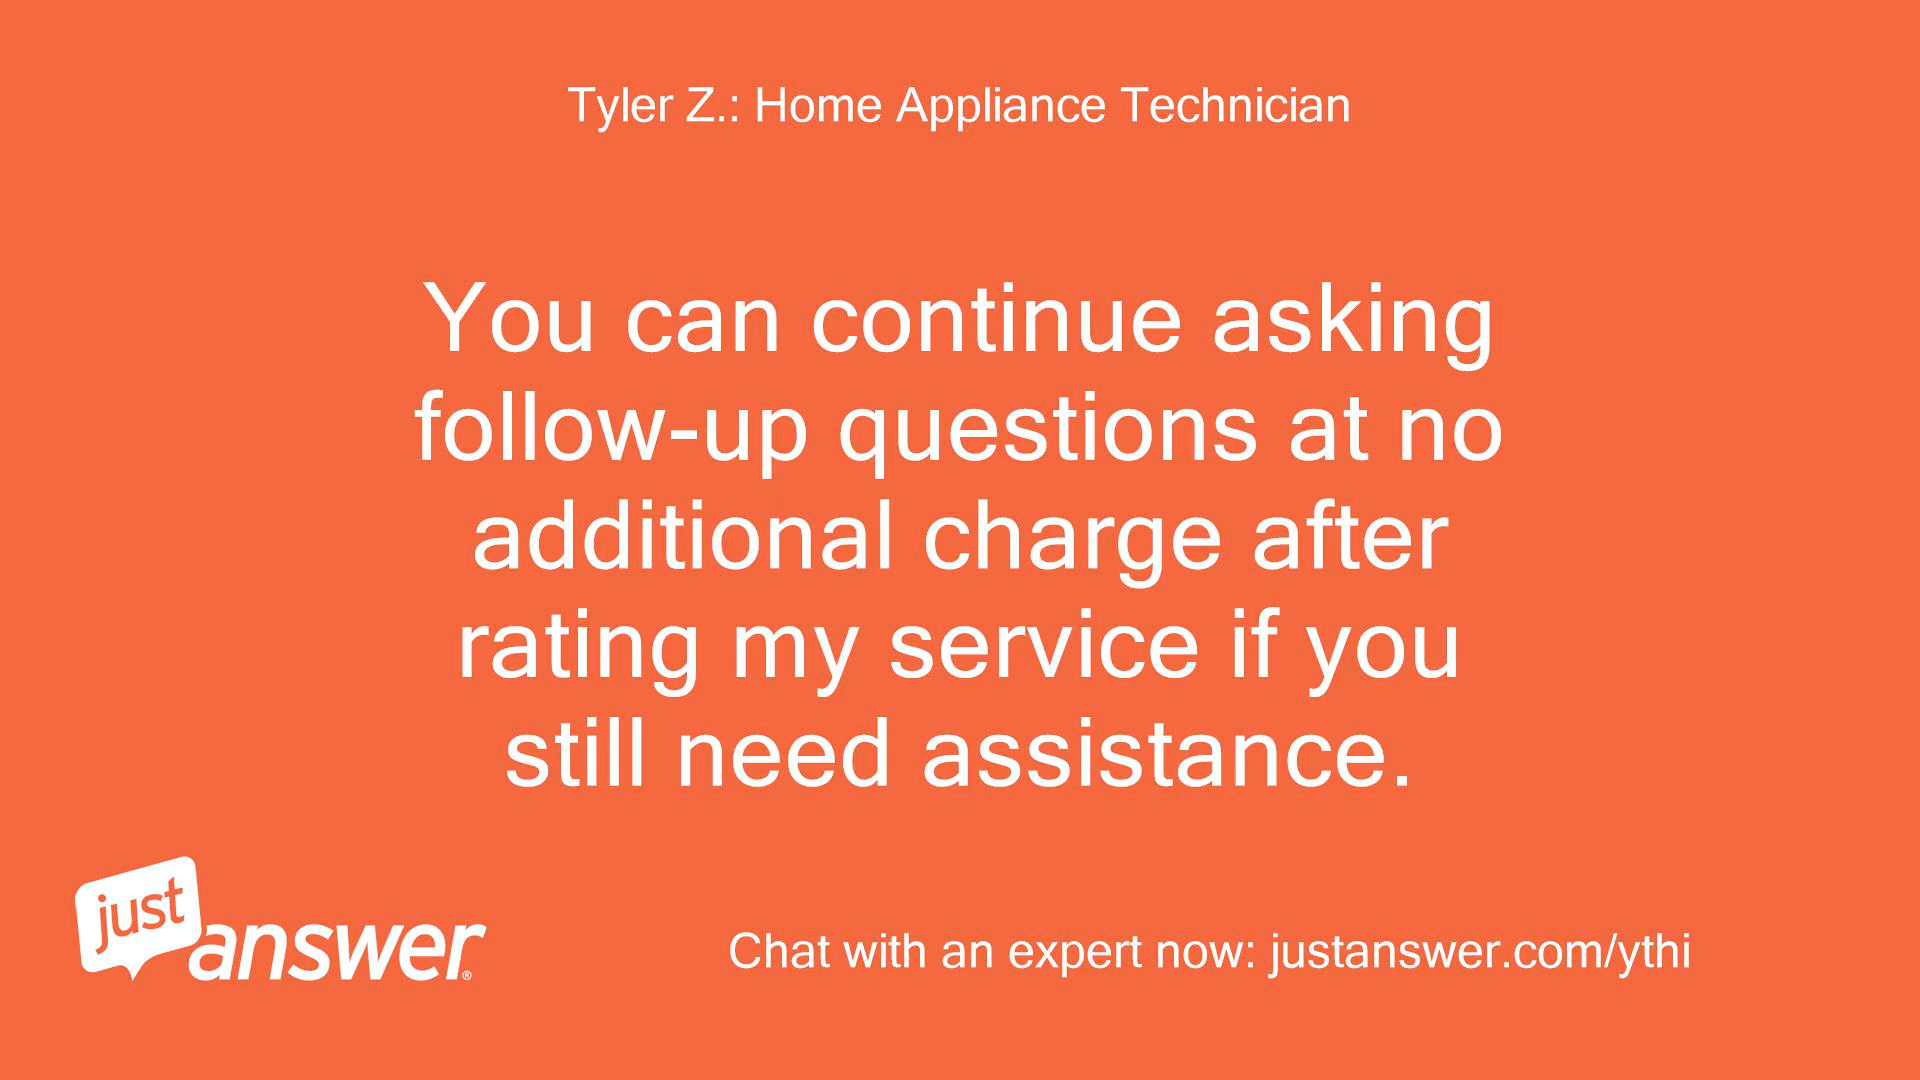 Tyler Z.: Home Appliance Technician
You can continue asking
follow-up questions at no
additional charge after
rating my service if you
still need assistance.
just
answer®
Chat with an expert now: justanswer.com/ythi